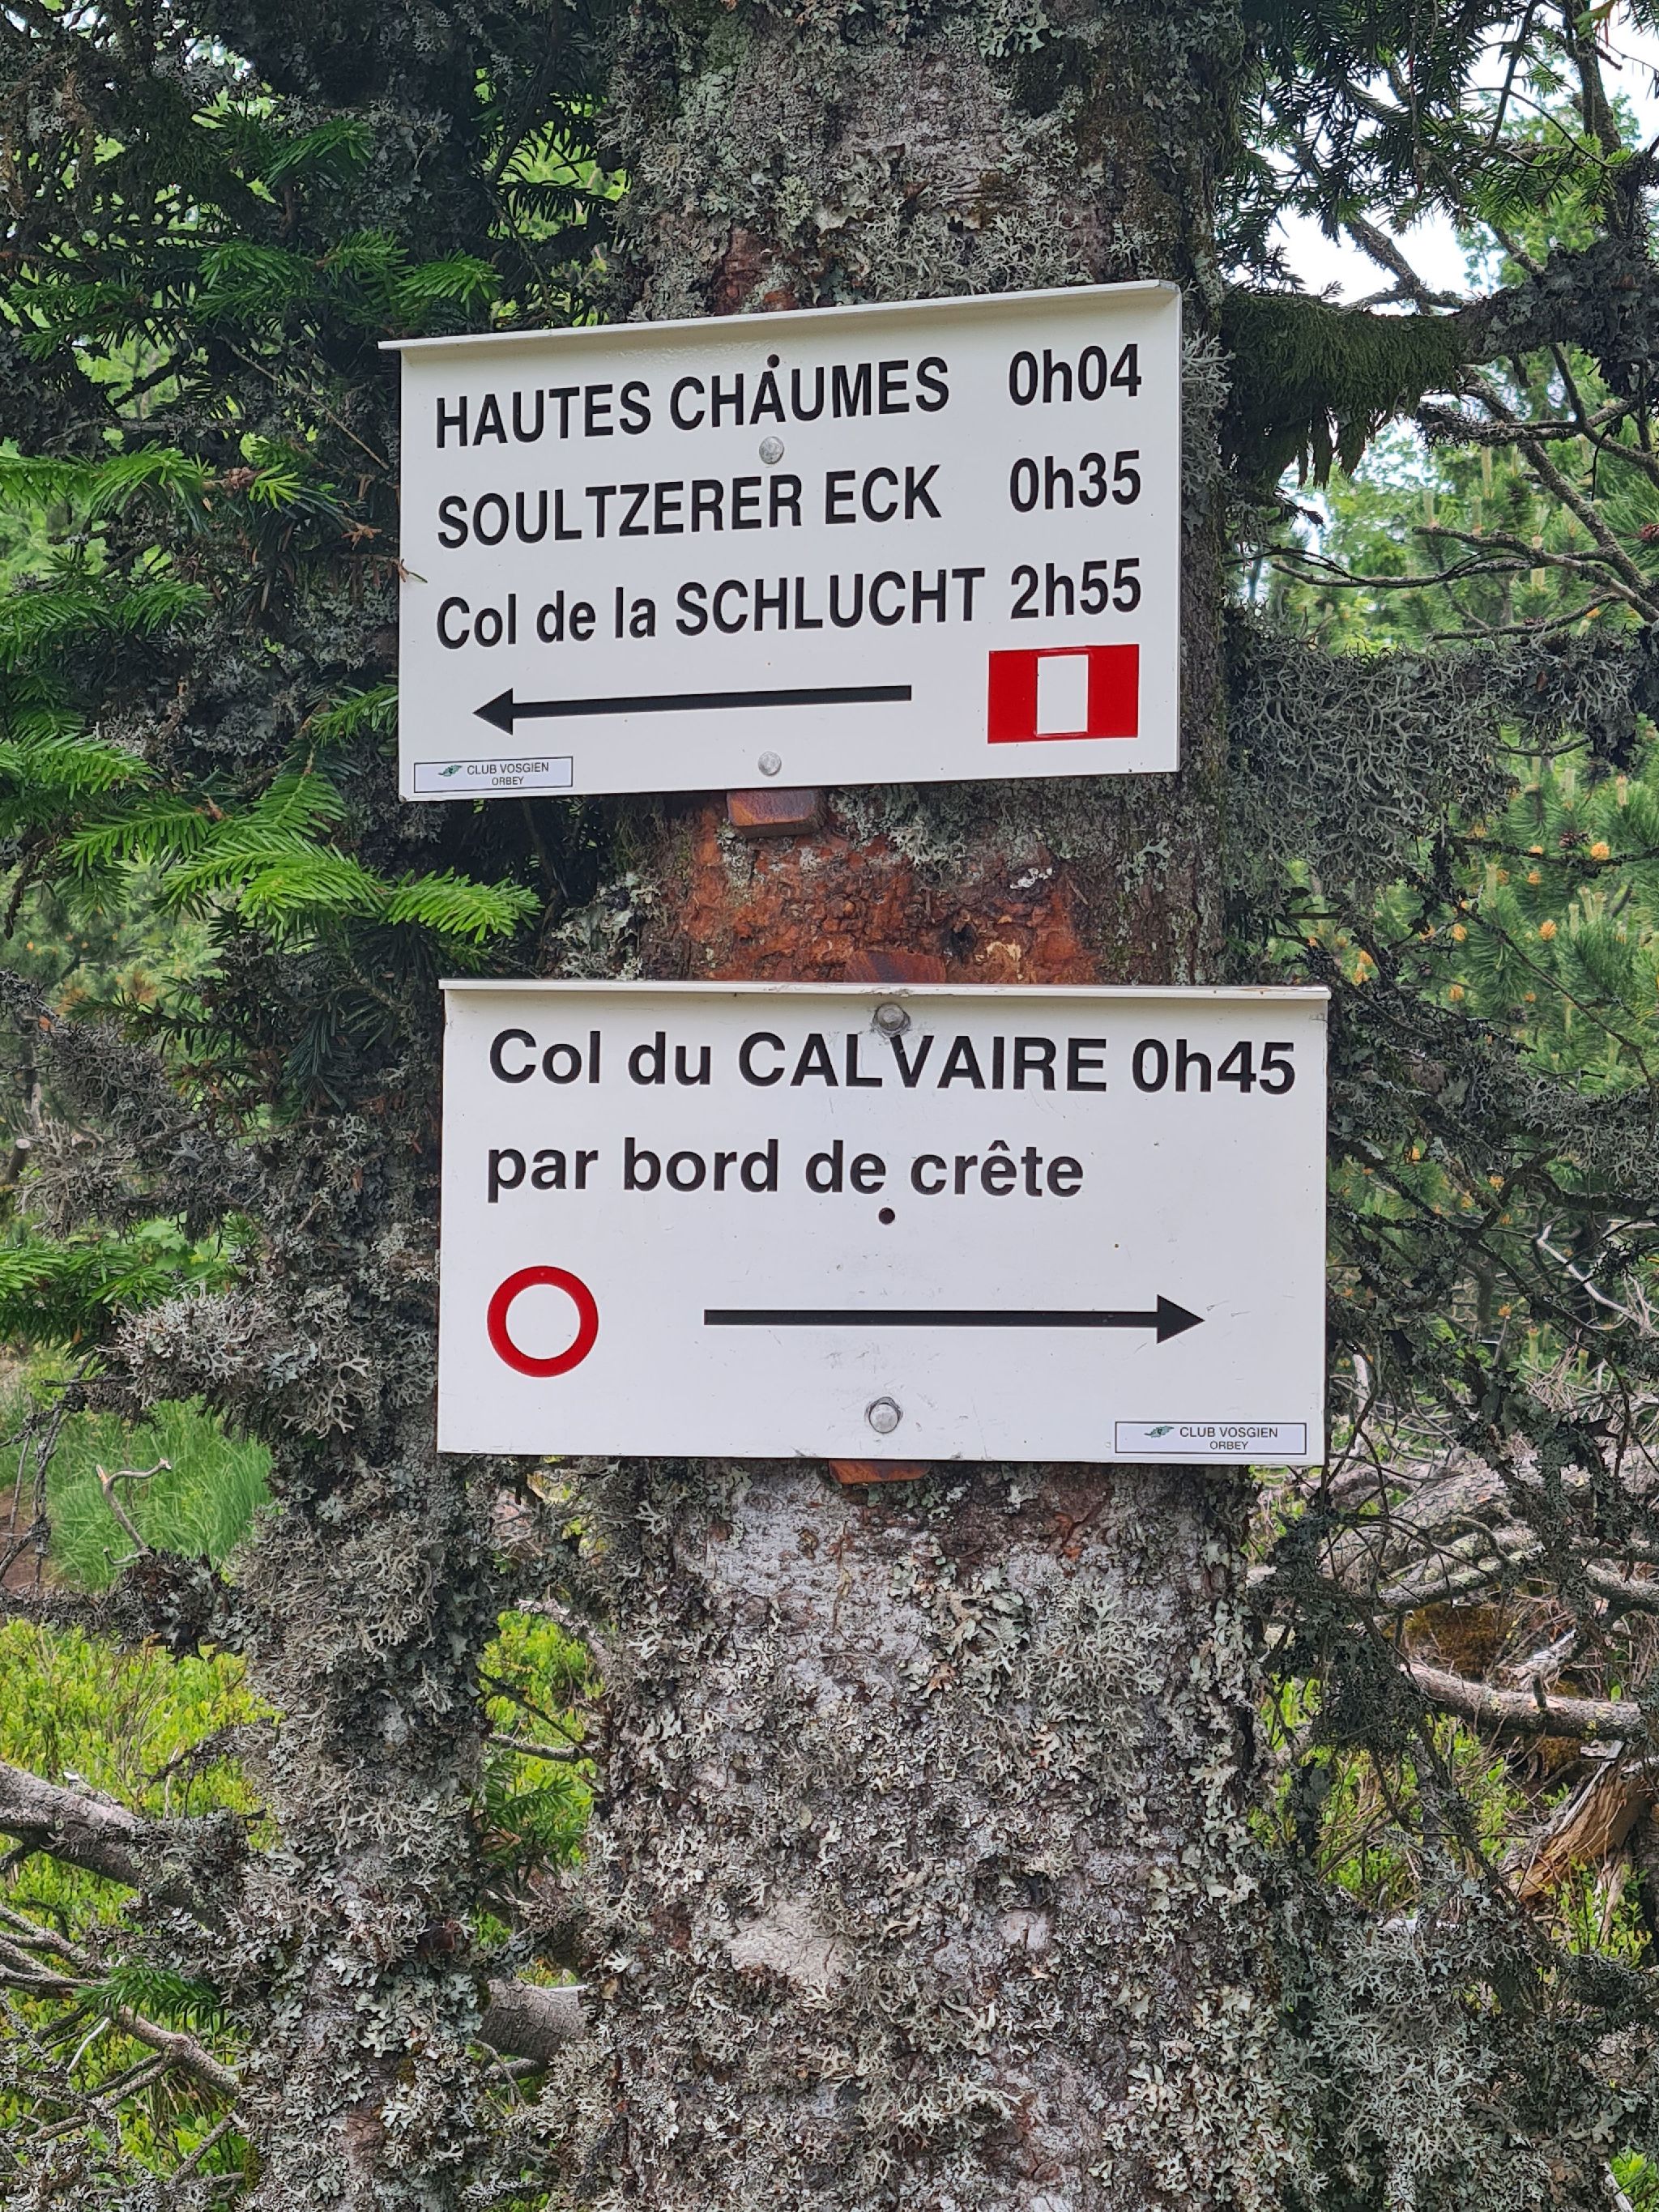 HAUTES CHAUMES 0h04
SOULTZERER ECK 0h35
Col de la SCHLUCHT 2h55
CLUB VOSGIEN
ORBEY
Col du CALVAIRE 0h45
par bord de crête
CLUB VOSGIEN
ORBEY